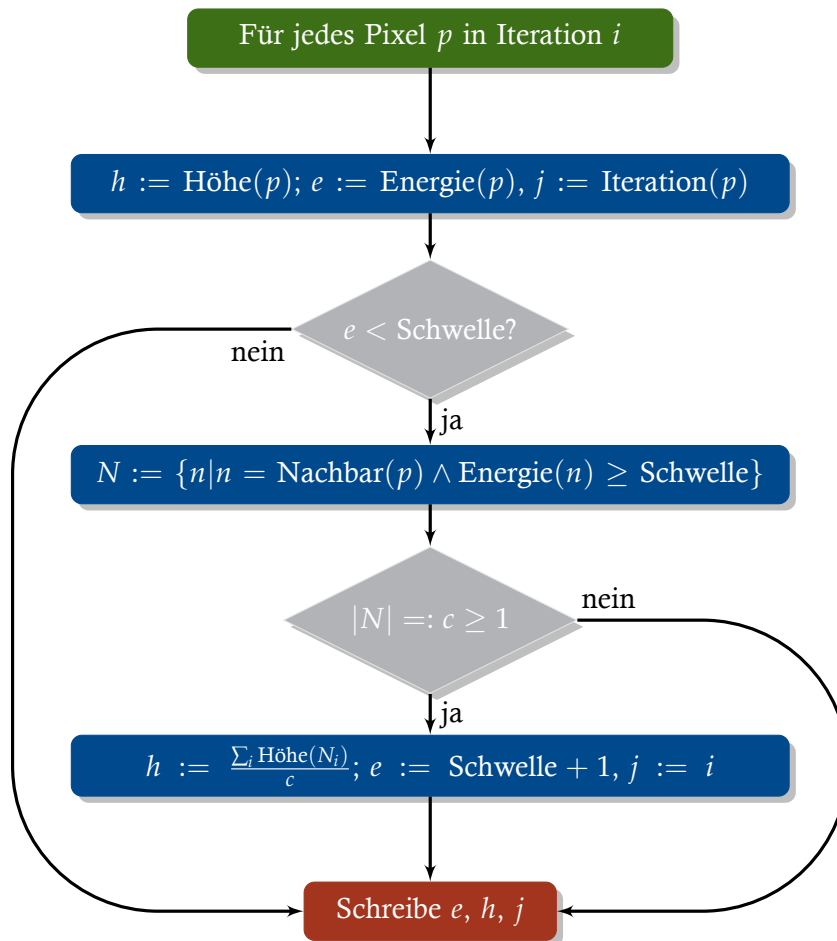 Für jedes Pixel p in Iteration i
h := Höhe(p); e := Energie(p), j := Iteration(p)
e < Schwelle?
nein
ja
N := {n|n = Nachbar(p) ∧ Energie(n) ≥ Schwelle}
|N| =: c ≥ 1
nein
ja
h := ∑ᵢ Höhe(Nᵢ)/c; e := Schwelle + 1, j := i
Schreibe e, h, j